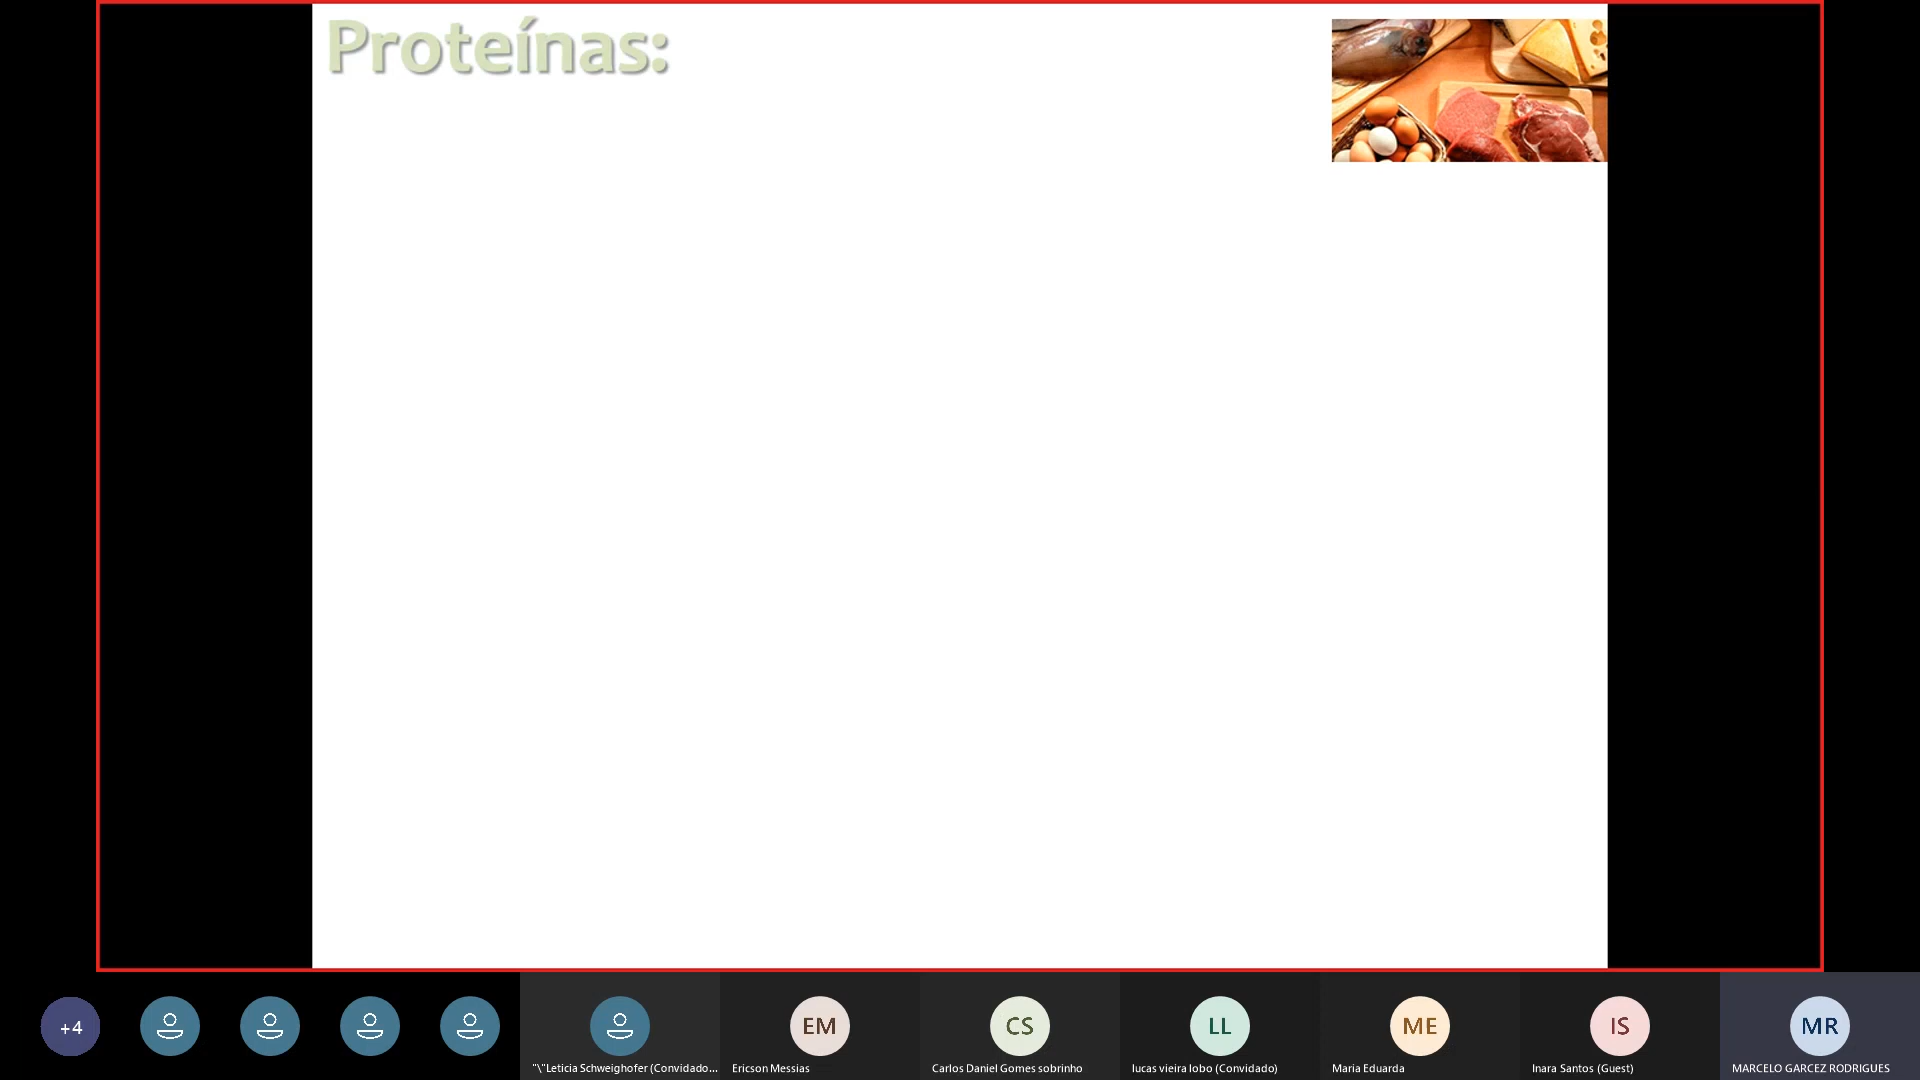 Proteínas:
+4
"\"Leticia Schweighofer (Convidado...
EM
Ericson Messias
CS
Carlos Daniel Gomes sobrinho
LL
lucas vieira lobo (Convidado)
ME
Maria Eduarda
IS
Inara Santos (Guest)
MR
MARCELO GARCEZ RODRIGUES